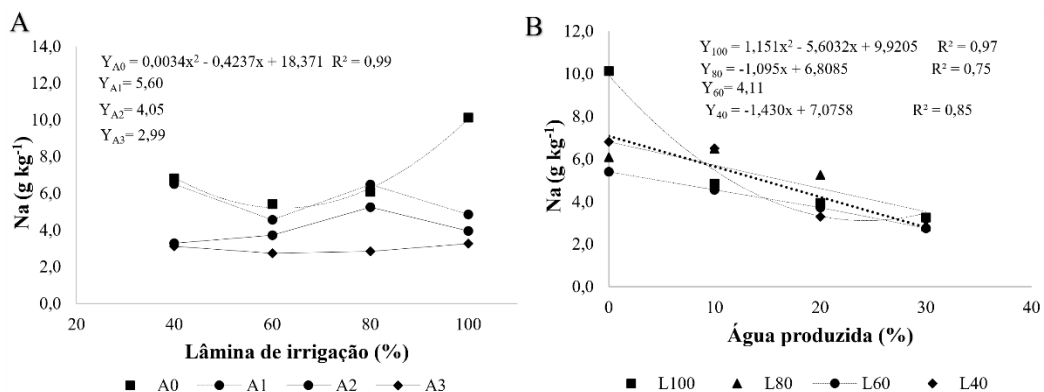 A
14,0
12,0
10,0
8,0
6,0
4,0
2,0
0,0
Na (g kg⁻¹)
Y_A0 = 0,0034x² - 0,4237x + 18,371 R² = 0,99
Y_A1= 5,60
Y_A2= 4,05
Y_A3= 2,99
20 40 60 80 100
Lâmina de irrigação (%)
A0 A1 A2 A3
B
12,0
10,0
8,0
6,0
4,0
2,0
0,0
Na (g kg⁻¹)
Y₁₀₀ = 1,151x² - 5,6032x + 9,9205 R² = 0,97
Y₈₀ = -1,095x + 6,8085 R² = 0,75
Y₆₀= 4,11
Y₄₀ = -1,430x + 7,0758 R² = 0,85
0 10 20 30 40
Água produzida (%)
L100 L80 L60 L40